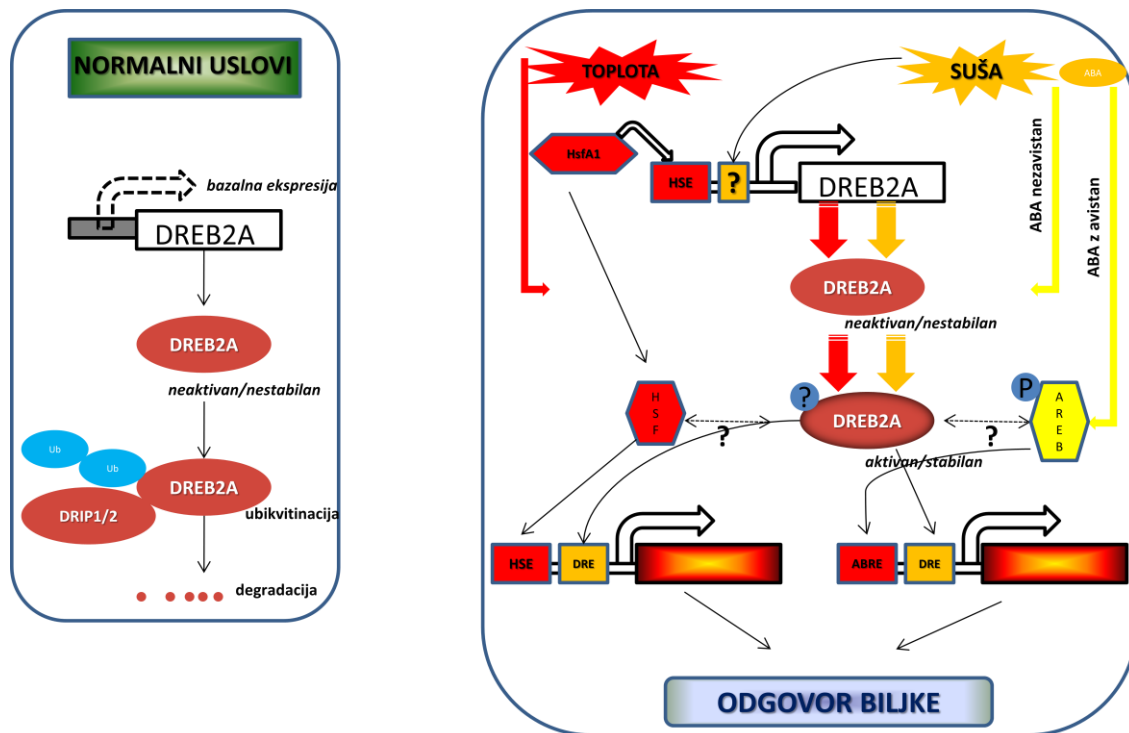 NORMALNI USLOVI
bazalna ekspresija
DREB2A
DREB2A
neaktivan/nestabilan
Ub
Ub
DREB2A
DRIP1/2
ubikvitinacija
degradacija
TOPLOTA
SUŠA
ABA
HsfA1
HSE
?
DREB2A
ABA nezavistan
ABA z avistan
DREB2A
neaktivan/nestabilan
?
P
HSF
DREB2A
AREB
?
?
aktivan/stabilan
HSE
DRE
ABRE
DRE
ODGOVOR BILJKE